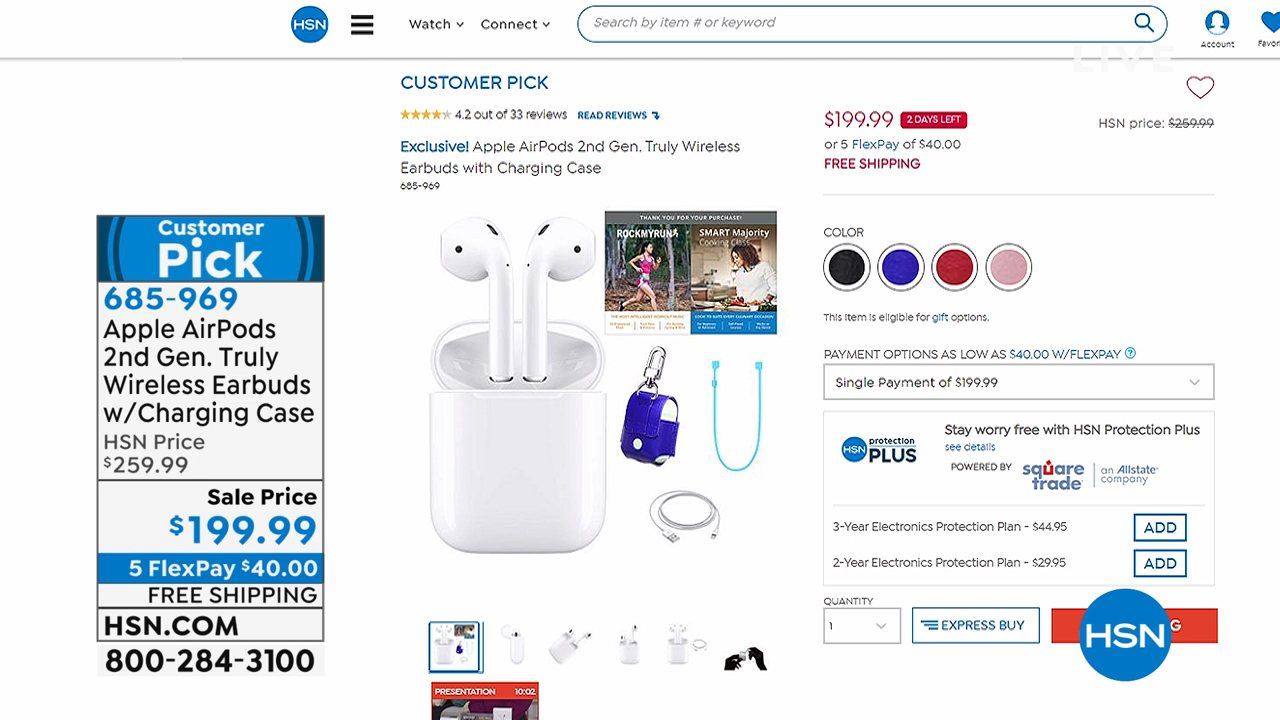 HSN
Watch
Connect
Search by item # or keyword
Account
LIVE
CUSTOMER PICK
4.2 out of 33 reviews
READ REVIEWS
Exclusive! Apple AirPods 2nd Gen. Truly Wireless
Earbuds with Charging Case
685-969
THANK YOU FOR YOUR PURCHASE!
ROCKMYRUN
SMART Majority
Cooking Class
THE MOST INTELLIGENT WORKOUT MUSIC
PRESENTATION 10:02
$199.99
2 DAYS LEFT
HSN price: $259.99
or 5 FlexPay of $40.00
FREE SHIPPING
COLOR
This item is eligible for gift options.
PAYMENT OPTIONS AS LOW AS $40.00 W/FLEXPAY ?
Single Payment of $199.99
HSN protection PLUS
Stay worry free with HSN Protection Plus
see details
POWERED BY
square trade
an Allstate company
3-Year Electronics Protection Plan - $44.95
ADD
2-Year Electronics Protection Plan - $29.95
ADD
QUANTITY
1
EXPRESS BUY
HSN
Customer
Pick
685-969
Apple AirPods
2nd Gen. Truly
Wireless Earbuds
w/Charging Case
HSN Price
$259.99
Sale Price
$199.99
5 FlexPay $40.00
FREE SHIPPING
HSN.COM
800-284-3100